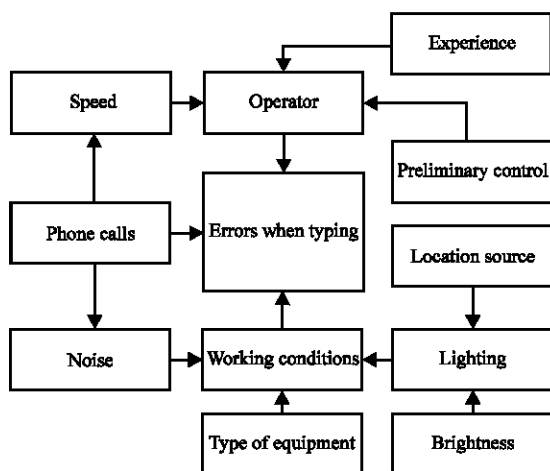 Experience
Speed
Operator
Preliminary control
Phone calls
Errors when typing
Location source
Noise
Working conditions
Lighting
Type of equipment
Brightness